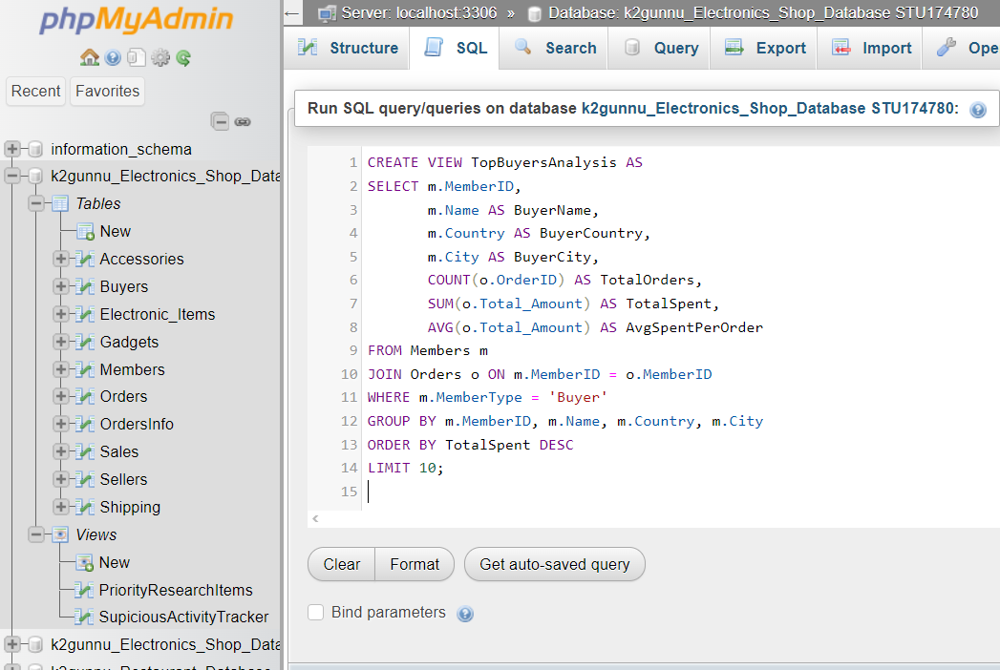 phpMyAdmin
Recent Favorites
information_schema
k2gunnu_Electronics_Shop_Data
Tables
New
Accessories
Buyers
Electronic_Items
Gadgets
Members
Orders
OrdersInfo
Sales
Sellers
Shipping
Views
New
PriorityResearchItems
SupiciousActivityTracker
k2gunnu_Electronics_Shop_Data
k2gunnu_Restaurant_Database
← Server: localhost:3306 » Database: k2gunnu_Electronics_Shop_Database STU174780
Structure SQL Search Query Export Import Ope
Run SQL query/queries on database k2gunnu_Electronics_Shop_Database STU174780:
1 CREATE VIEW TopBuyersAnalysis AS
2 SELECT m.MemberID,
3 m.Name AS BuyerName,
4 m.Country AS BuyerCountry,
5 m.City AS BuyerCity,
6 COUNT(o.OrderID) AS TotalOrders,
7 SUM(o.Total_Amount) AS TotalSpent,
8 AVG(o.Total_Amount) AS AvgSpentPerOrder
9 FROM Members m
10 JOIN Orders o ON m.MemberID = o.MemberID
11 WHERE m.MemberType = 'Buyer'
12 GROUP BY m.MemberID, m.Name, m.Country, m.City
13 ORDER BY TotalSpent DESC
14 LIMIT 10;
15
Clear Format Get auto-saved query
Bind parameters